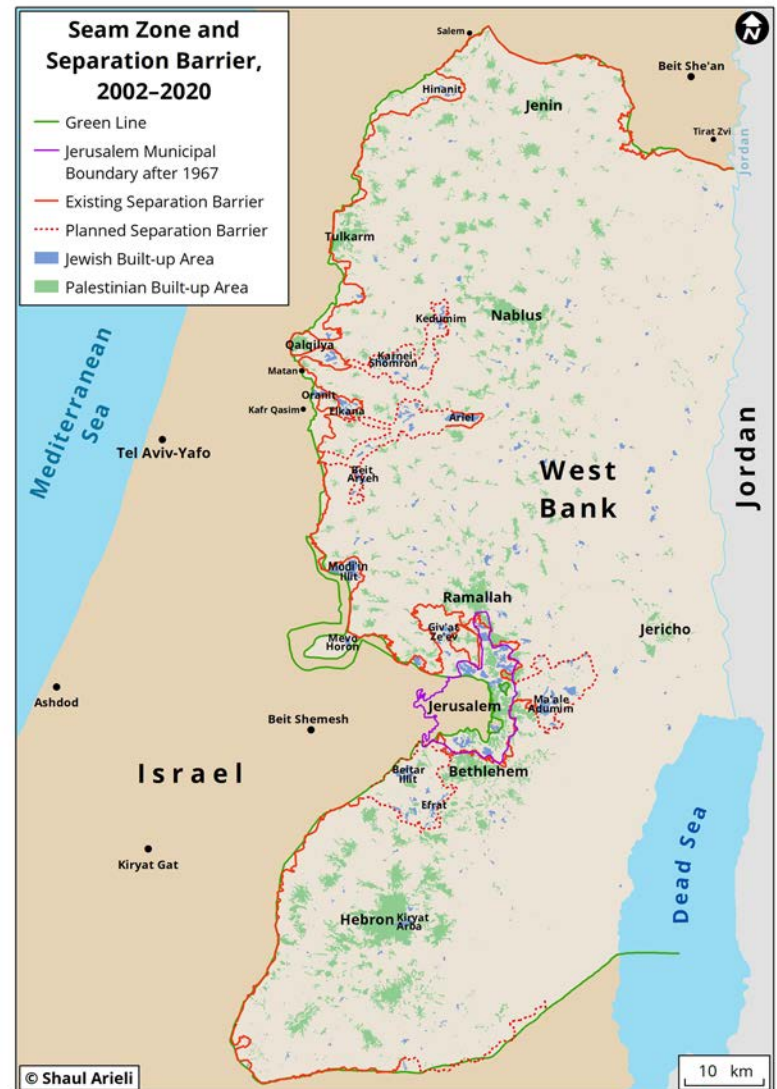 Seam Zone and
Separation Barrier,
2002–2020
Green Line
Jerusalem Municipal
Boundary after 1967
Existing Separation Barrier
Planned Separation Barrier
Jewish Built-up Area
Palestinian Built-up Area
N
Salem
Beit She'an
Hinanit
Jenin
Tirat Zvi
Jordan
Tulkarm
Kedumim
Nablus
Qalqilya
Karnei
Shomron
Matan
Oranit
Elkana
Kafr Qasim
Ariel
Mediterranean
Sea
Tel Aviv-Yafo
Beit
Aryeh
West
Bank
Jordan
Modi'in
Illit
Ramallah
Giv'at
Ze'ev
Jericho
Mevo
Horon
Ashdod
Jerusalem
Ma'ale
Adumim
Beit Shemesh
Israel
Beitar
Illit
Bethlehem
Efrat
Kiryat Gat
Dead Sea
Hebron
Kiryat
Arba
© Shaul Arieli
10 km